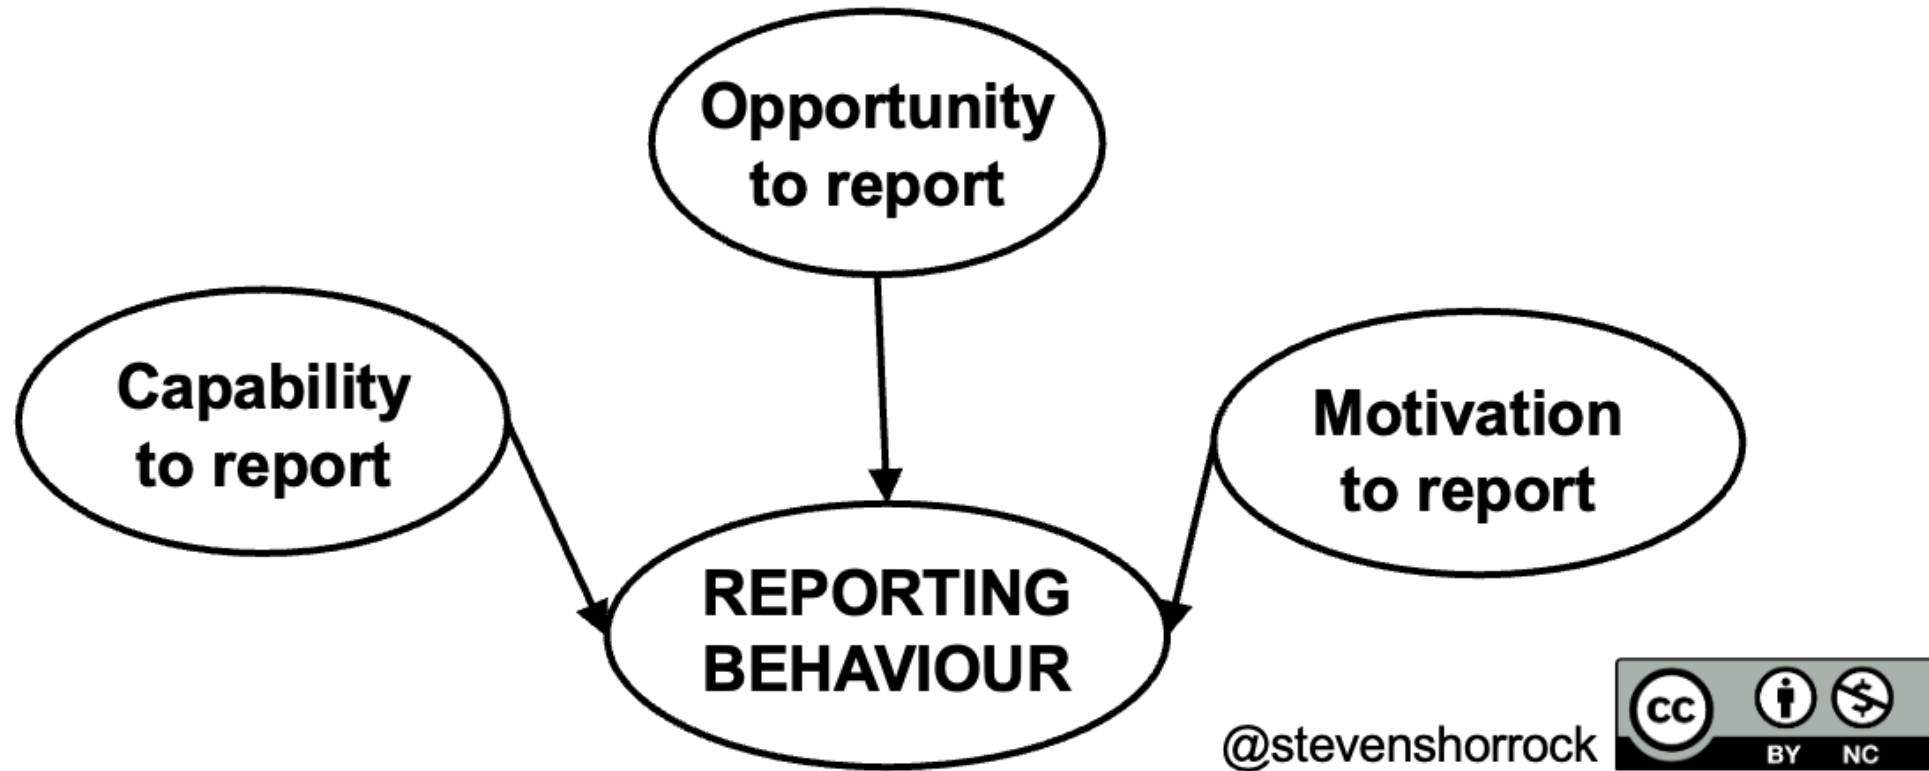 Opportunity
to report
Capability
to report
Motivation
to report
REPORTING
BEHAVIOUR
@stevenshorrock
CC
BY NC